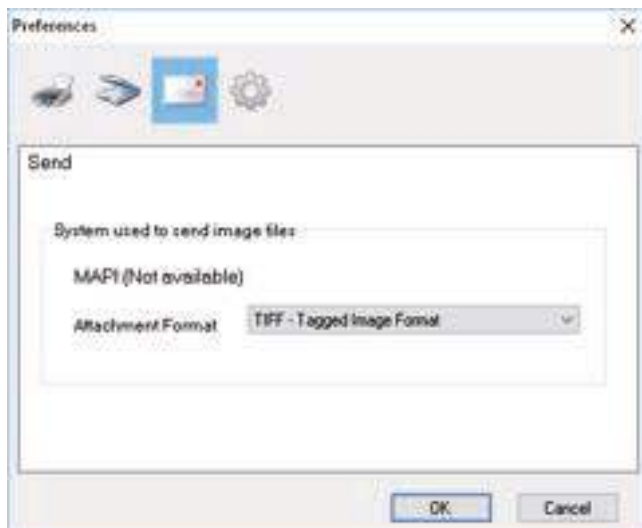 Preferences
Send
System used to send image files
MAPI (Not available)
Attachment Format TIFF - Tagged Image Format
OK Cancel